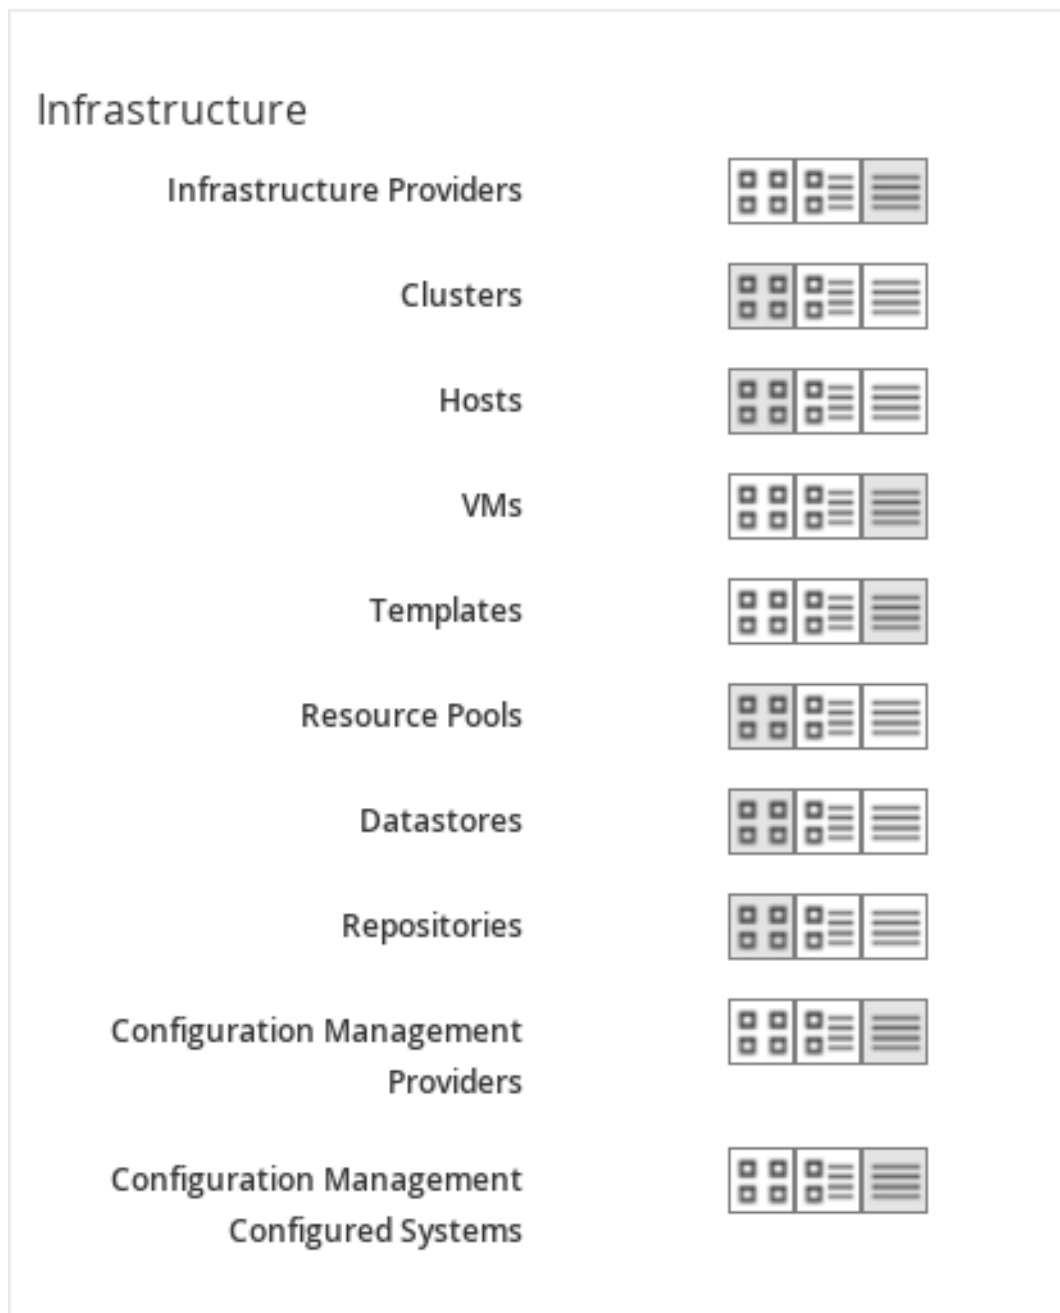 Infrastructure
Infrastructure Providers
Clusters
Hosts
VMs
Templates
Resource Pools
Datastores
Repositories
Configuration Management
Providers
Configuration Management
Configured Systems